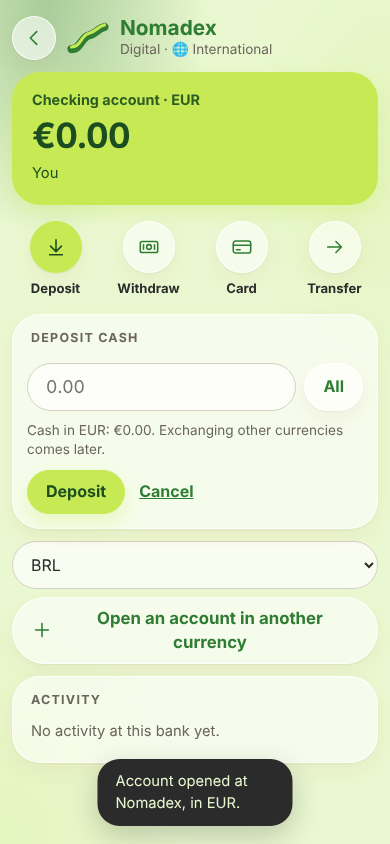 Nomadex
Digital · 🌐 International
Checking account · EUR
€0.00
You
Deposit
Withdraw
Card
Transfer
DEPOSIT CASH
0.00
All
Cash in EUR: €0.00. Exchanging other currencies
comes later.
Deposit
Cancel
BRL
Open an account in another
currency
ACTIVITY
No activity at this bank yet.
Account opened at
Nomadex, in EUR.